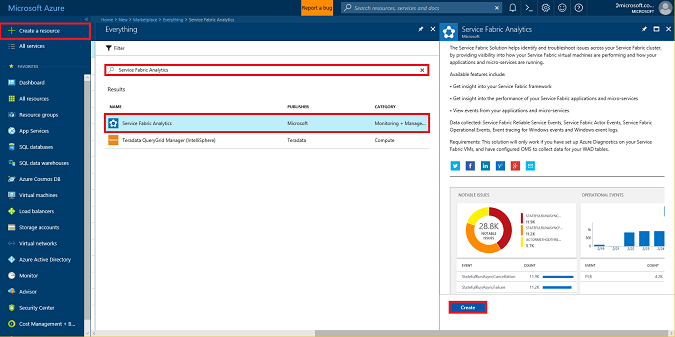 Microsoft Azure
Report a bug
Search resources, services and docs
MICROSOFT
Create a resource
All services
FAVORITES
Dashboard
All resources
Resource groups
App Services
SQL databases
SQL data warehouses
Azure Cosmos DB
Virtual machines
Load balancers
Storage accounts
Virtual networks
Azure Active Directory
Monitor
Advisor
Security Center
Cost Management + B...
Home > New > Marketplace > Everything > Service Fabric Analytics
Everything
Filter
Service Fabric Analytics
Results
NAME PUBLISHER CATEGORY
Service Fabric Analytics Microsoft Monitoring + Manage...
Teradata QueryGrid Manager (IntelliSphere) Teradata Compute
Service Fabric Analytics
Microsoft
The Service Fabric Solution helps identify and troubleshoot issues across your Service Fabric cluster,
by providing visibility into how your Service Fabric virtual machines are performing and how your
applications and micro-services are running.
Available features include:
• Get insight into your Service Fabric framework
• Get insight into the performance of your Service Fabric applications and micro-services
• View events from your applications and micro-services
Data collected: Service Fabric Reliable Service Events, Service Fabric Actor Events, Service Fabric
Operational Events, Event tracing for Windows events and Windows event logs.
Requirements: This solution will only work if you have set up Azure Diagnostics on your Service
Fabric VMs, and have configured OMS to collect data for your WAD tables.
NOTABLE ISSUES
28.8K
NOTABLE
ISSUES
STATEFULRUNASYNC...
11.9K
STATEFULRUNASYNCF...
11.2K
ACTORMETHODTHR...
5.7K
EVENT COUNT
StatefulRunAsyncCancellation 11.9K
StatefulRunAsyncFailure 11.2K
OPERATIONAL EVENTS
EVENT COUNT
Create